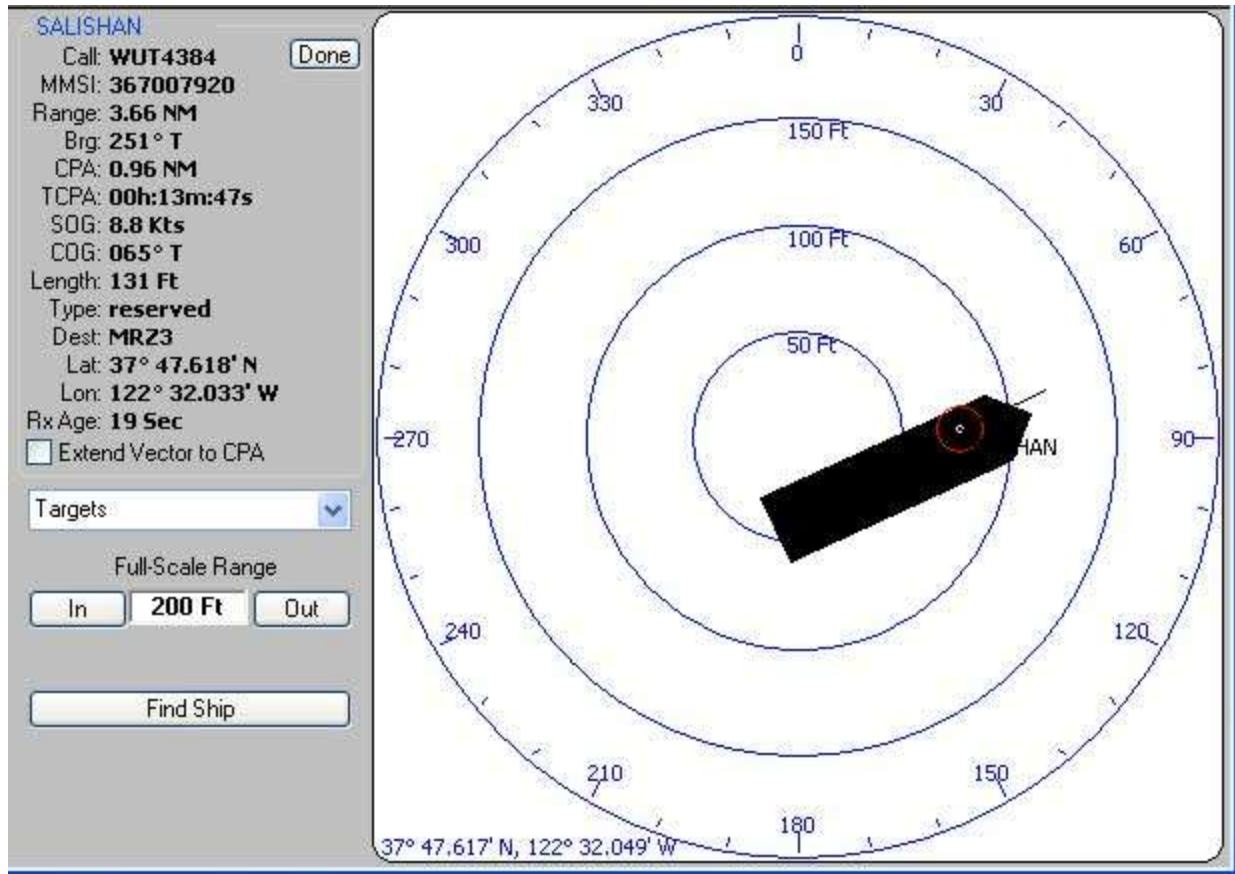 SALISHAN
Done
Call: WUT4384
MMSI: 367007920
Range: 3.66 NM
Brg: 251° T
CPA: 0.96 NM
TCPA: 00h:13m:47s
SOG: 8.8 Kts
COG: 065° T
Length: 131 Ft
Type: reserved
Dest: MRZ3
Lat: 37° 47.618' N
Lon: 122° 32.033' W
Rx Age: 19 Sec
Extend Vector to CPA
Targets
Full-Scale Range
In 200 Ft Out
Find Ship
0
330 30
150 Ft
300 100 Ft 60
50 Ft
270 90
HAN
240 120
210 150
180
37° 47.617' N, 122° 32.049' W